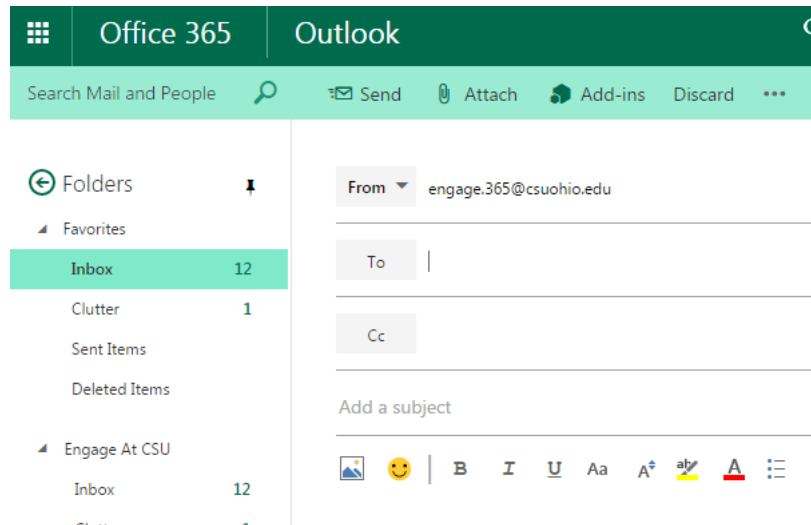 Office 365 Outlook
Search Mail and People Send Attach Add-ins Discard •••
Folders
Favorites
Inbox 12
Clutter 1
Sent Items
Deleted Items
Engage At CSU
Inbox 12
From engage.365@csuohio.edu
To
Cc
Add a subject
B I U Aa A aby A